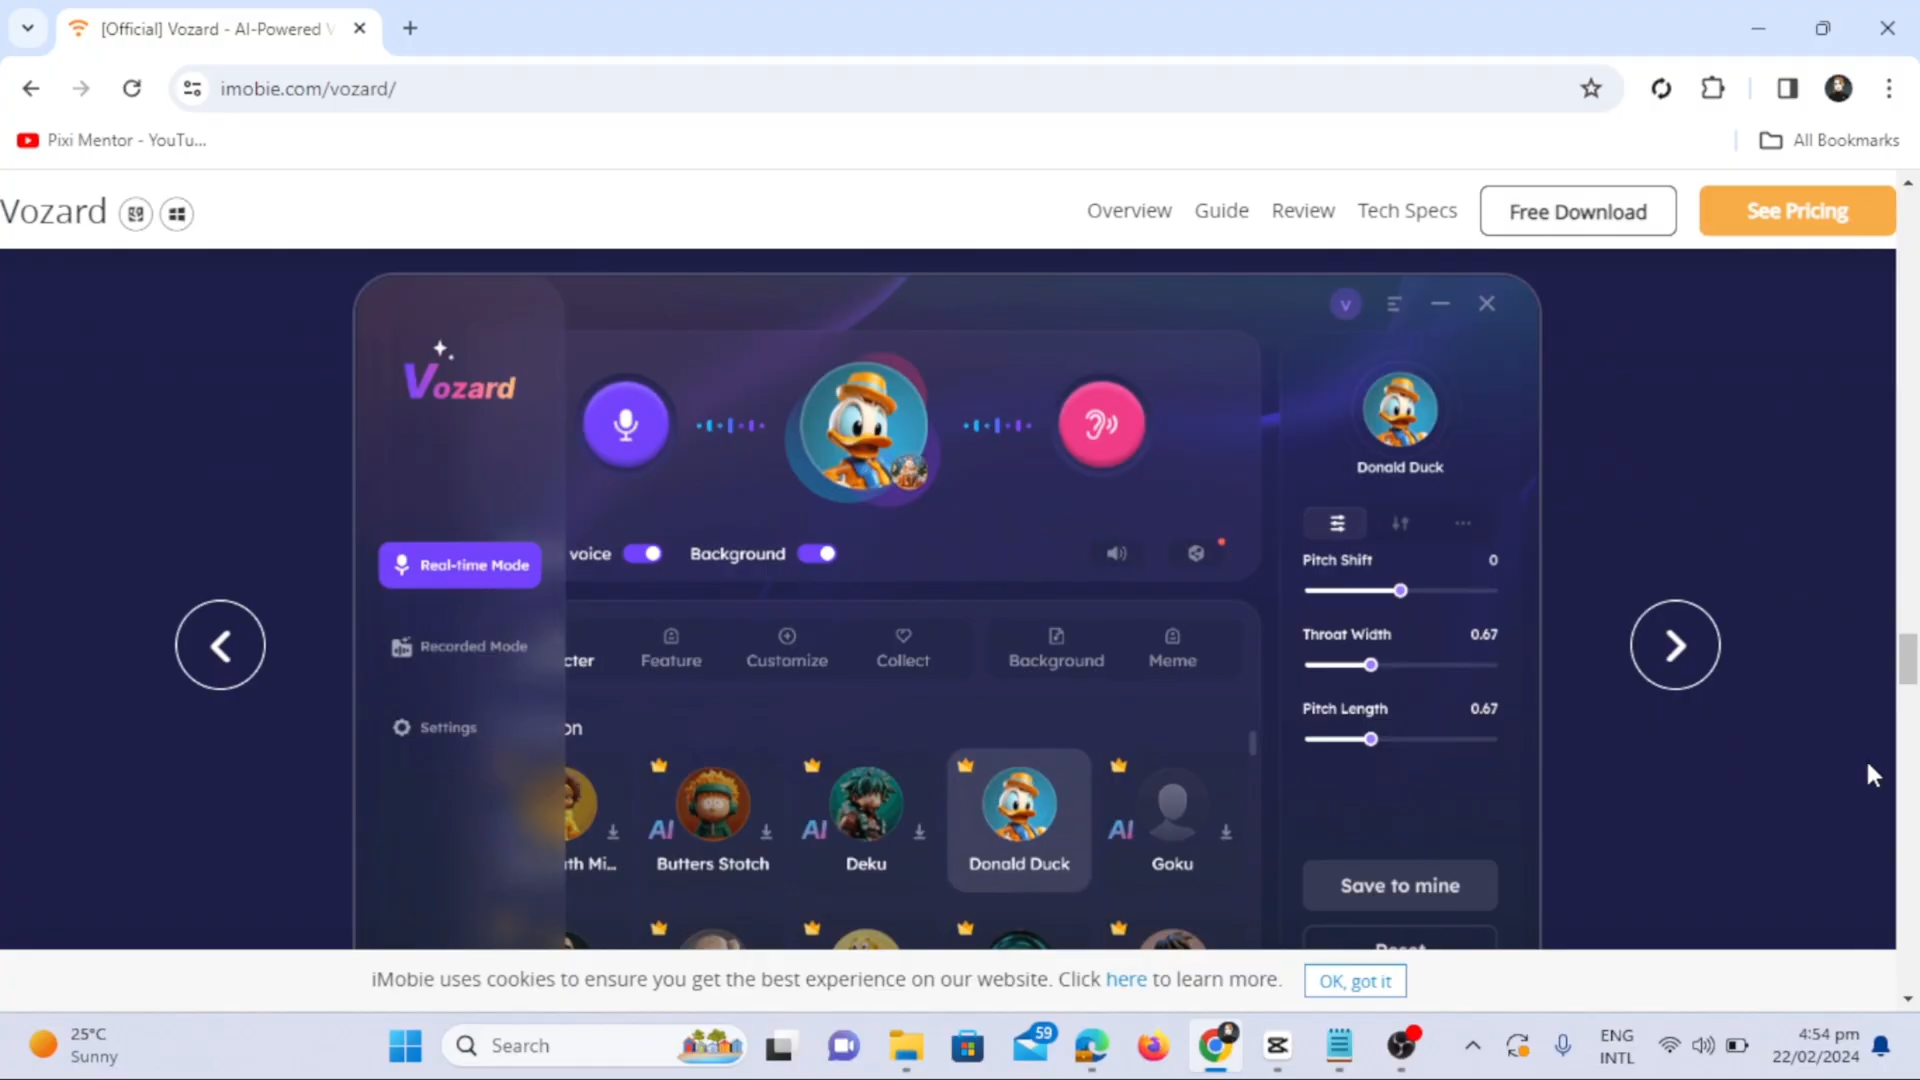 [Official] Vozard - AI-Powered V
imobie.com/vozard/
Pixi Mentor - YouTu...
All Bookmarks
Vozard
Overview
Guide
Review
Tech Specs
Free Download
See Pricing
V
Vozard
Donald Duck
Real-time Mode
voice
Background
Pitch Shift
0
Recorded Mode
cter
Feature
Customize
Collect
Background
Meme
Throat Width
0.67
Settings
on
Pitch Length
0.67
AI
AI
AI
th Mi...
Butters Stotch
Deku
Donald Duck
Goku
Save to mine
iMobie uses cookies to ensure you get the best experience on our website. Click here to learn more.
OK, got it
25°C
Sunny
Search
59
ENG
INTL
4:54 pm
22/02/2024